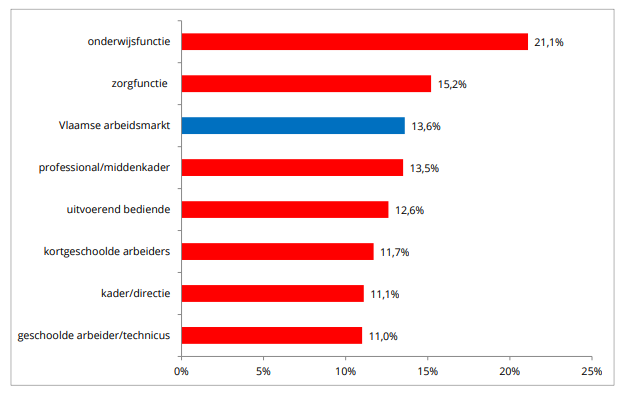 onderwijsfunctie 21,1%
zorgfunctie 15,2%
Vlaamse arbeidsmarkt 13,6%
professional/middenkader 13,5%
uitvoerend bediende 12,6%
kortgeschoolde arbeiders 11,7%
kader/directie 11,1%
geschoolde arbeider/technicus 11,0%
0% 5% 10% 15% 20% 25%